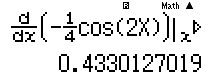 R Math ▲
d/dx(-1/4cos(2X))|x▷
0.4330127019